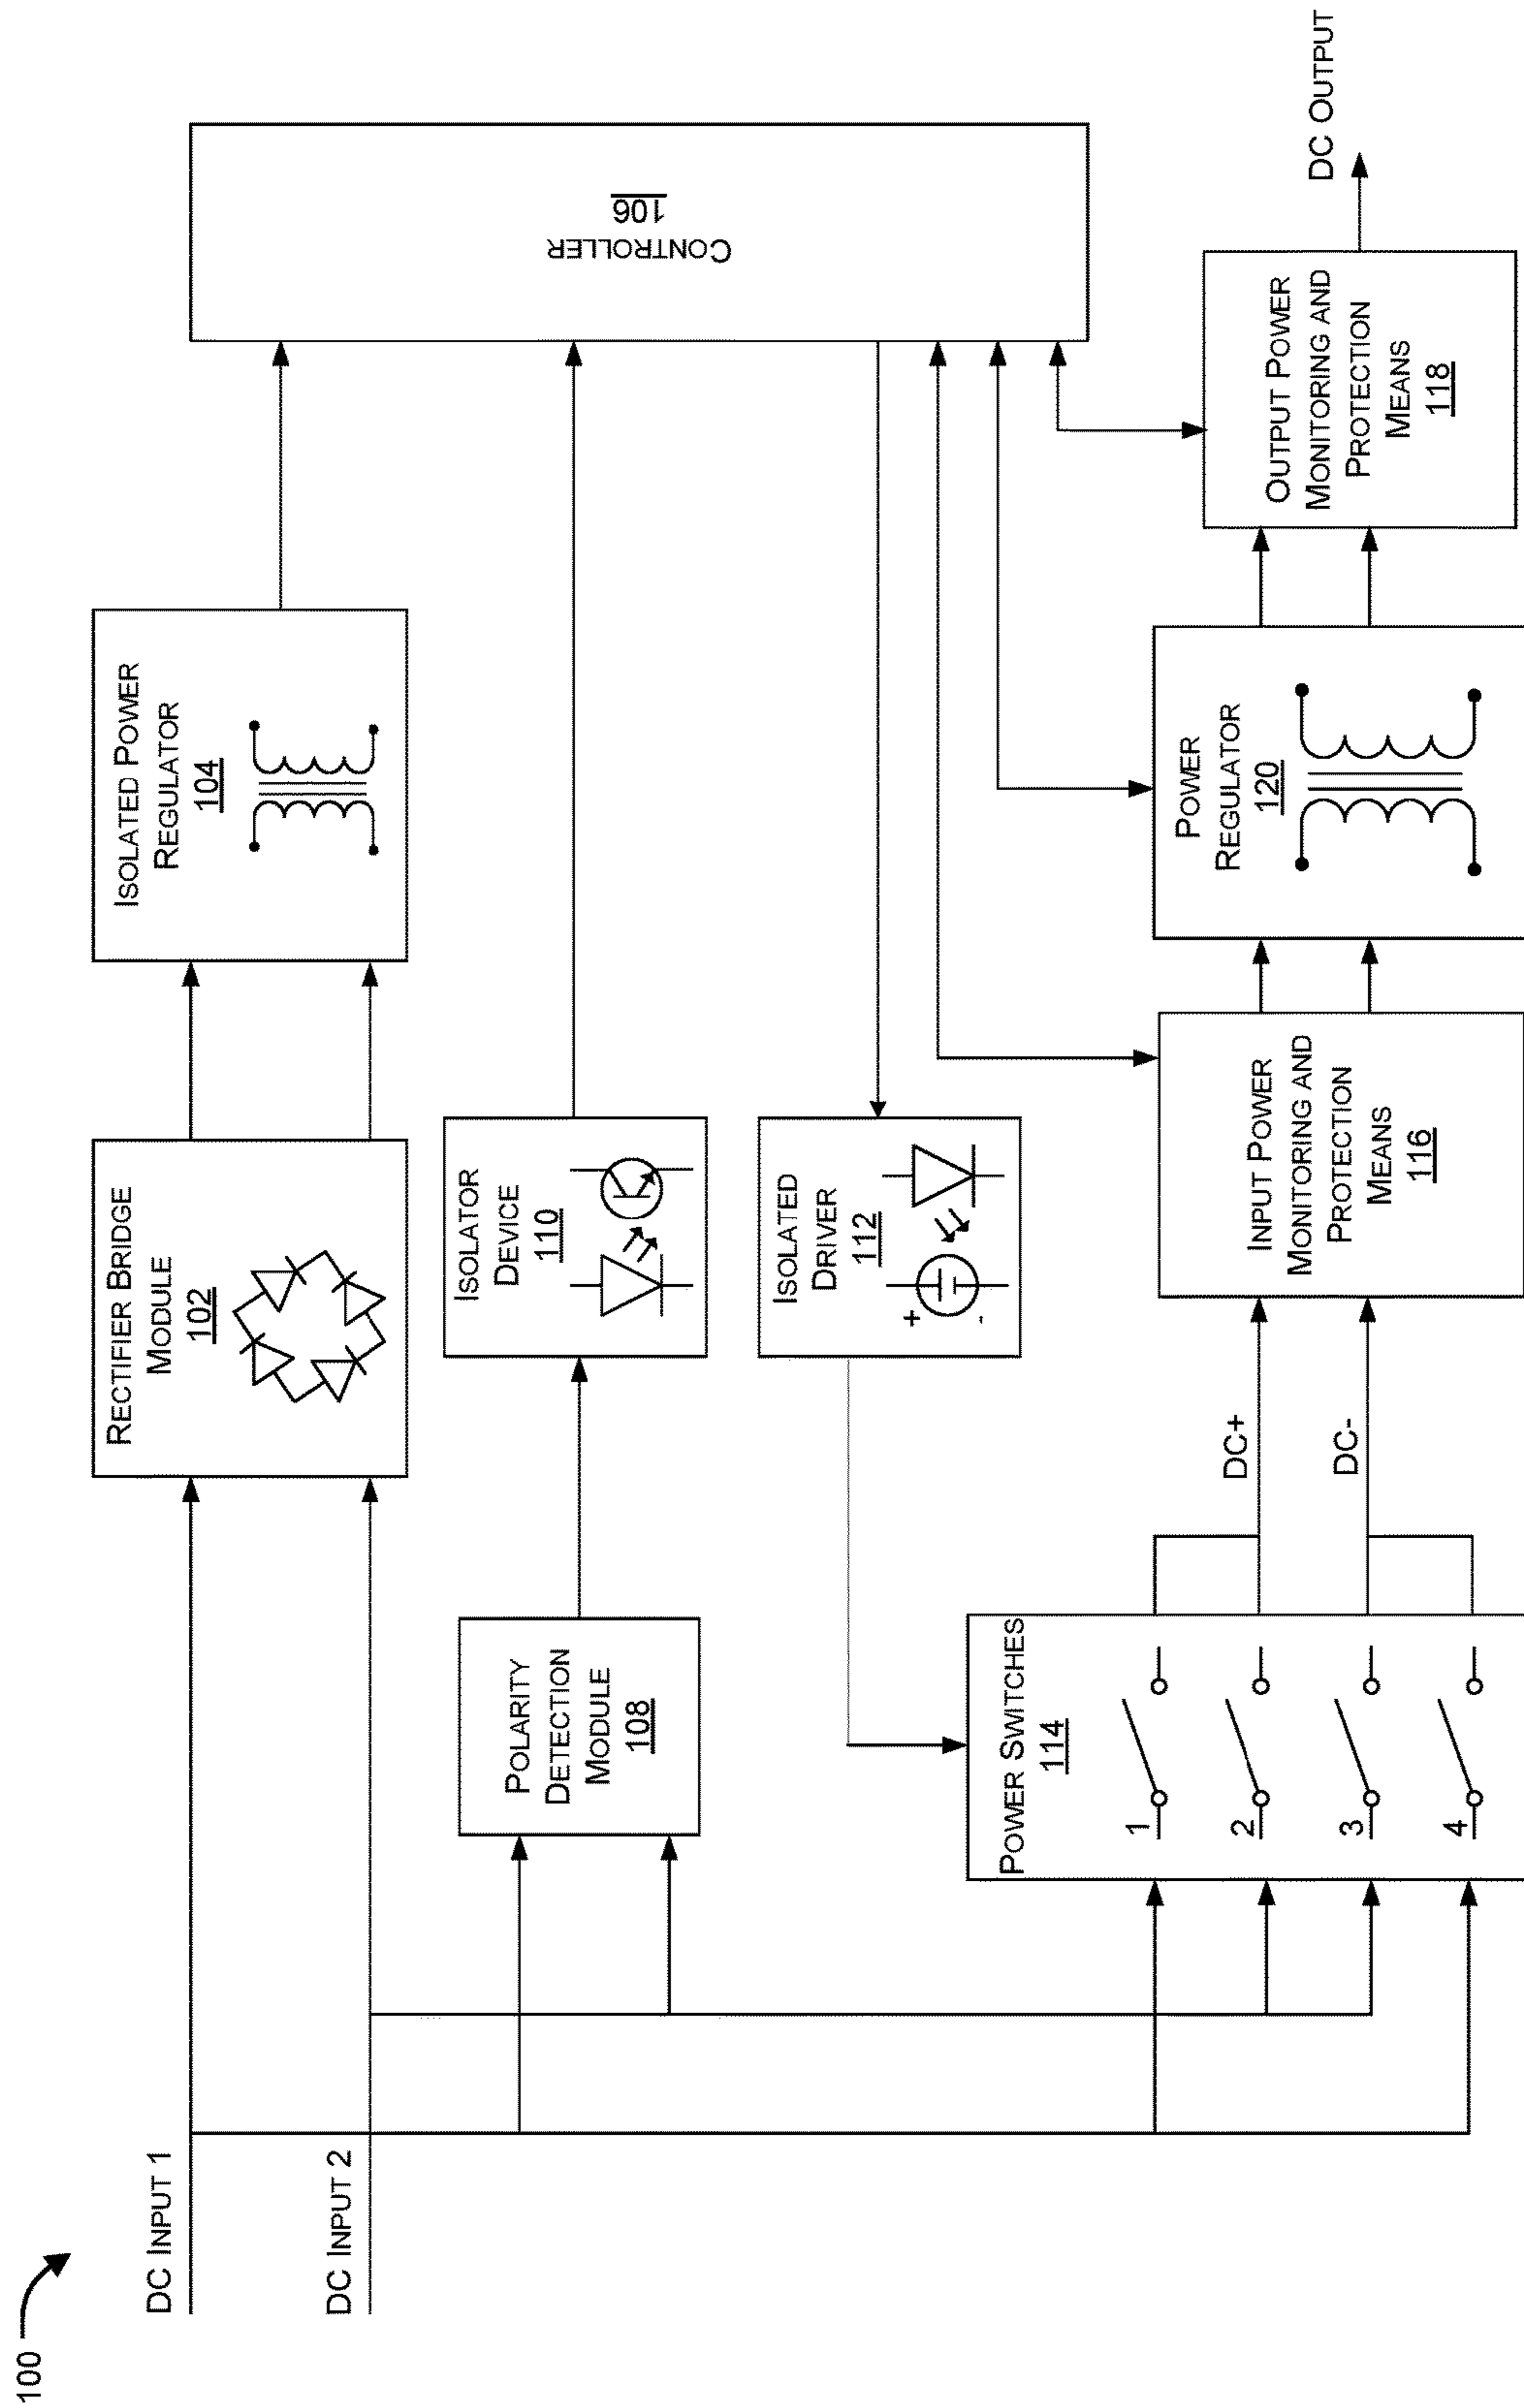 100
DC INPUT 1
DC INPUT 2
RECTIFIER BRIDGE
MODULE
102
ISOLATED POWER
REGULATOR
104
CONTROLLER
106
POLARITY
DETECTION
MODULE
108
ISOLATOR
DEVICE
110
ISOLATED
DRIVER
112
+
-
POWER SWITCHES
114
1
2
3
4
DC+
DC-
INPUT POWER
MONITORING AND
PROTECTION
MEANS
116
POWER
REGULATOR
120
OUTPUT POWER
MONITORING AND
PROTECTION
MEANS
118
DC OUTPUT